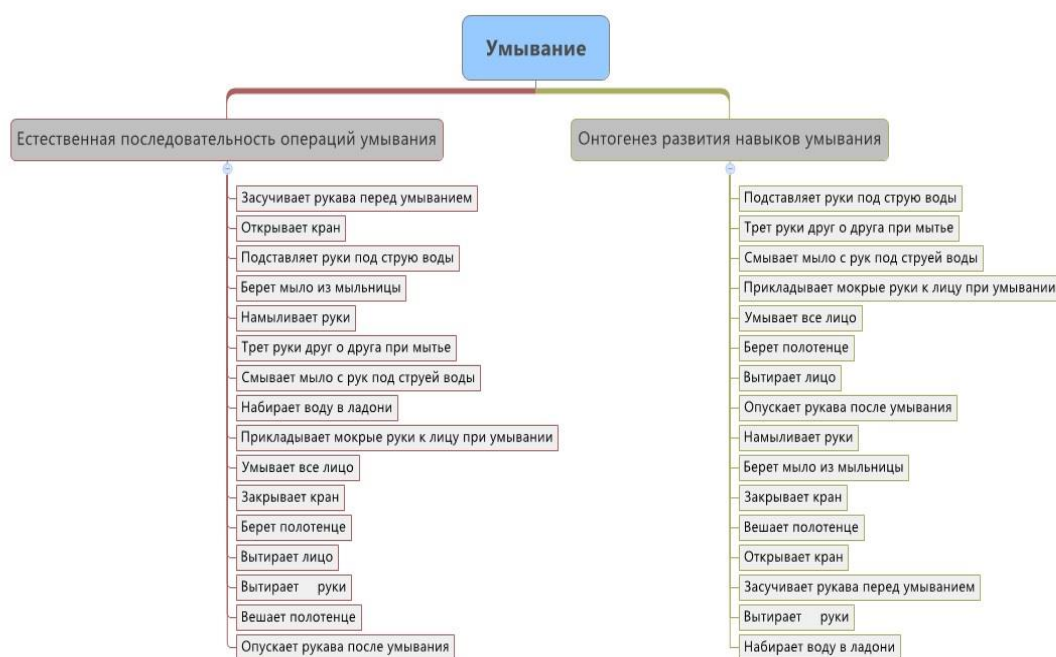 Умывание
Естественная последовательность операций умывания
Засучивает рукава перед умыванием
Открывает кран
Подставляет руки под струю воды
Берет мыло из мыльницы
Намыливает руки
Трет руки друг о друга при мытье
Смывает мыло с рук под струей воды
Набирает воду в ладони
Прикладывает мокрые руки к лицу при умывании
Умывает все лицо
Закрывает кран
Берет полотенце
Вытирает лицо
Вытирает руки
Вешает полотенце
Опускает рукава после умывания
Онтогенез развития навыков умывания
Подставляет руки под струю воды
Трет руки друг о друга при мытье
Смывает мыло с рук под струей воды
Прикладывает мокрые руки к лицу при умывании
Умывает все лицо
Берет полотенце
Вытирает лицо
Опускает рукава после умывания
Намыливает руки
Берет мыло из мыльницы
Закрывает кран
Вешает полотенце
Открывает кран
Засучивает рукава перед умыванием
Вытирает руки
Набирает воду в ладони